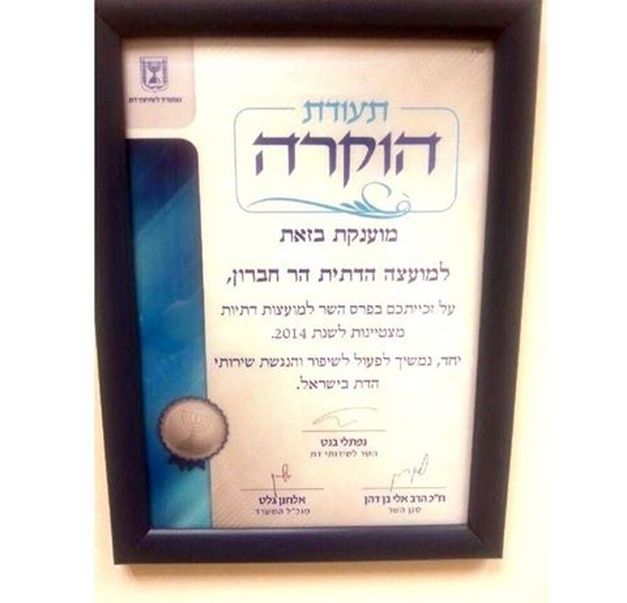 המשרד לשירותי דת
תעודת
הוקרה
מוענקת בזאת
למועצה הדתית הר חברון,
על זכייתכם בפרס השר למועצות דתיות
מצטיינות לשנת 2014.
יחד, נמשיך לפעול לשיפור והנגשת שירותי
הדת בישראל.
נפתלי בנט
השר לשירותי דת
ח"כ הרב אלי בן דהן
סגן השר
אלחנן גלט
מנכ"ל המשרד